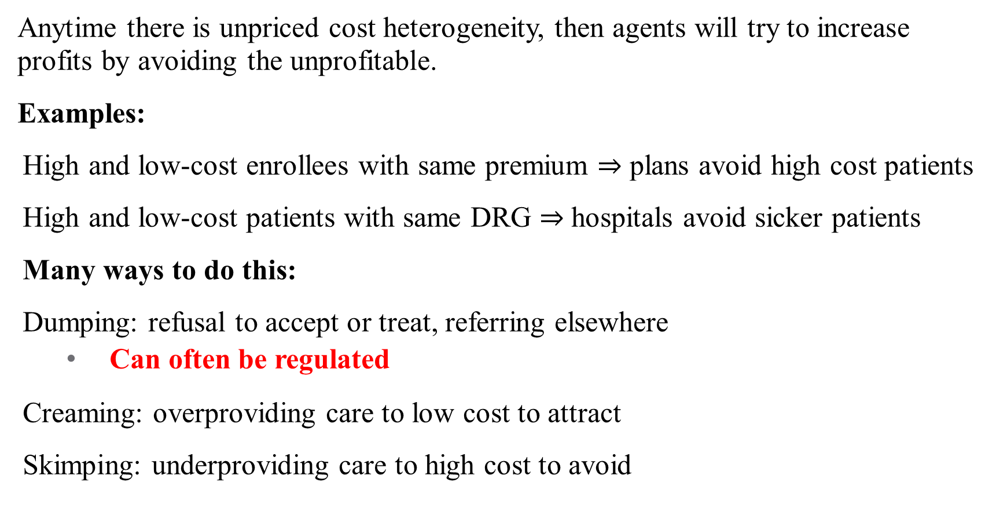 Anytime there is unpriced cost heterogeneity, then agents will try to increase
profits by avoiding the unprofitable.
Examples:
High and low-cost enrollees with same premium ⇒ plans avoid high cost patients
High and low-cost patients with same DRG ⇒ hospitals avoid sicker patients
Many ways to do this:
Dumping: refusal to accept or treat, referring elsewhere
• Can often be regulated
Creaming: overproviding care to low cost to attract
Skimping: underproviding care to high cost to avoid